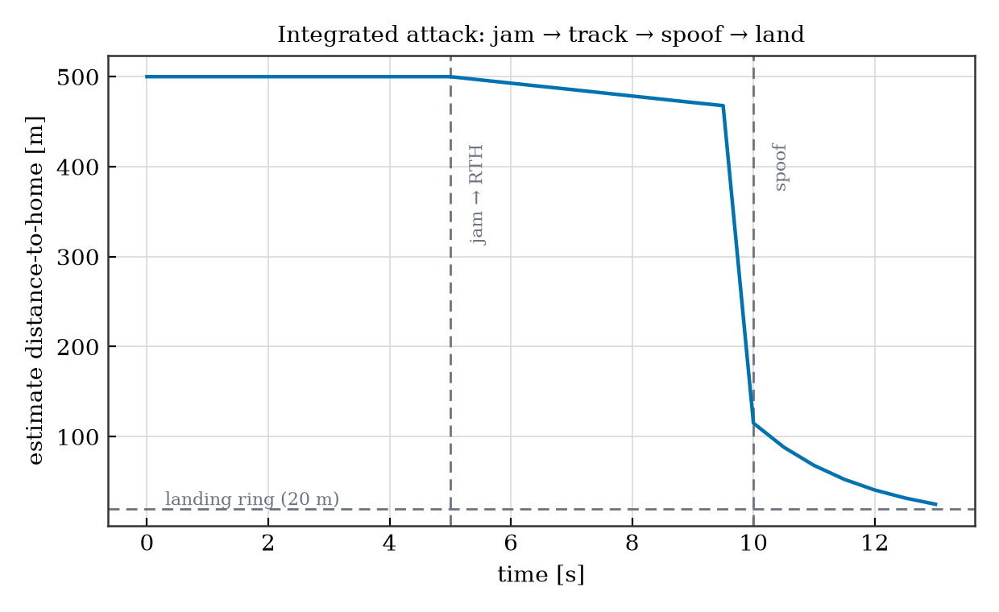 Integrated attack: jam → track → spoof → land
estimate distance-to-home [m]
500
400
300
200
100
jam → RTH
spoof
landing ring (20 m)
0
2
4
6
8
10
12
time [s]